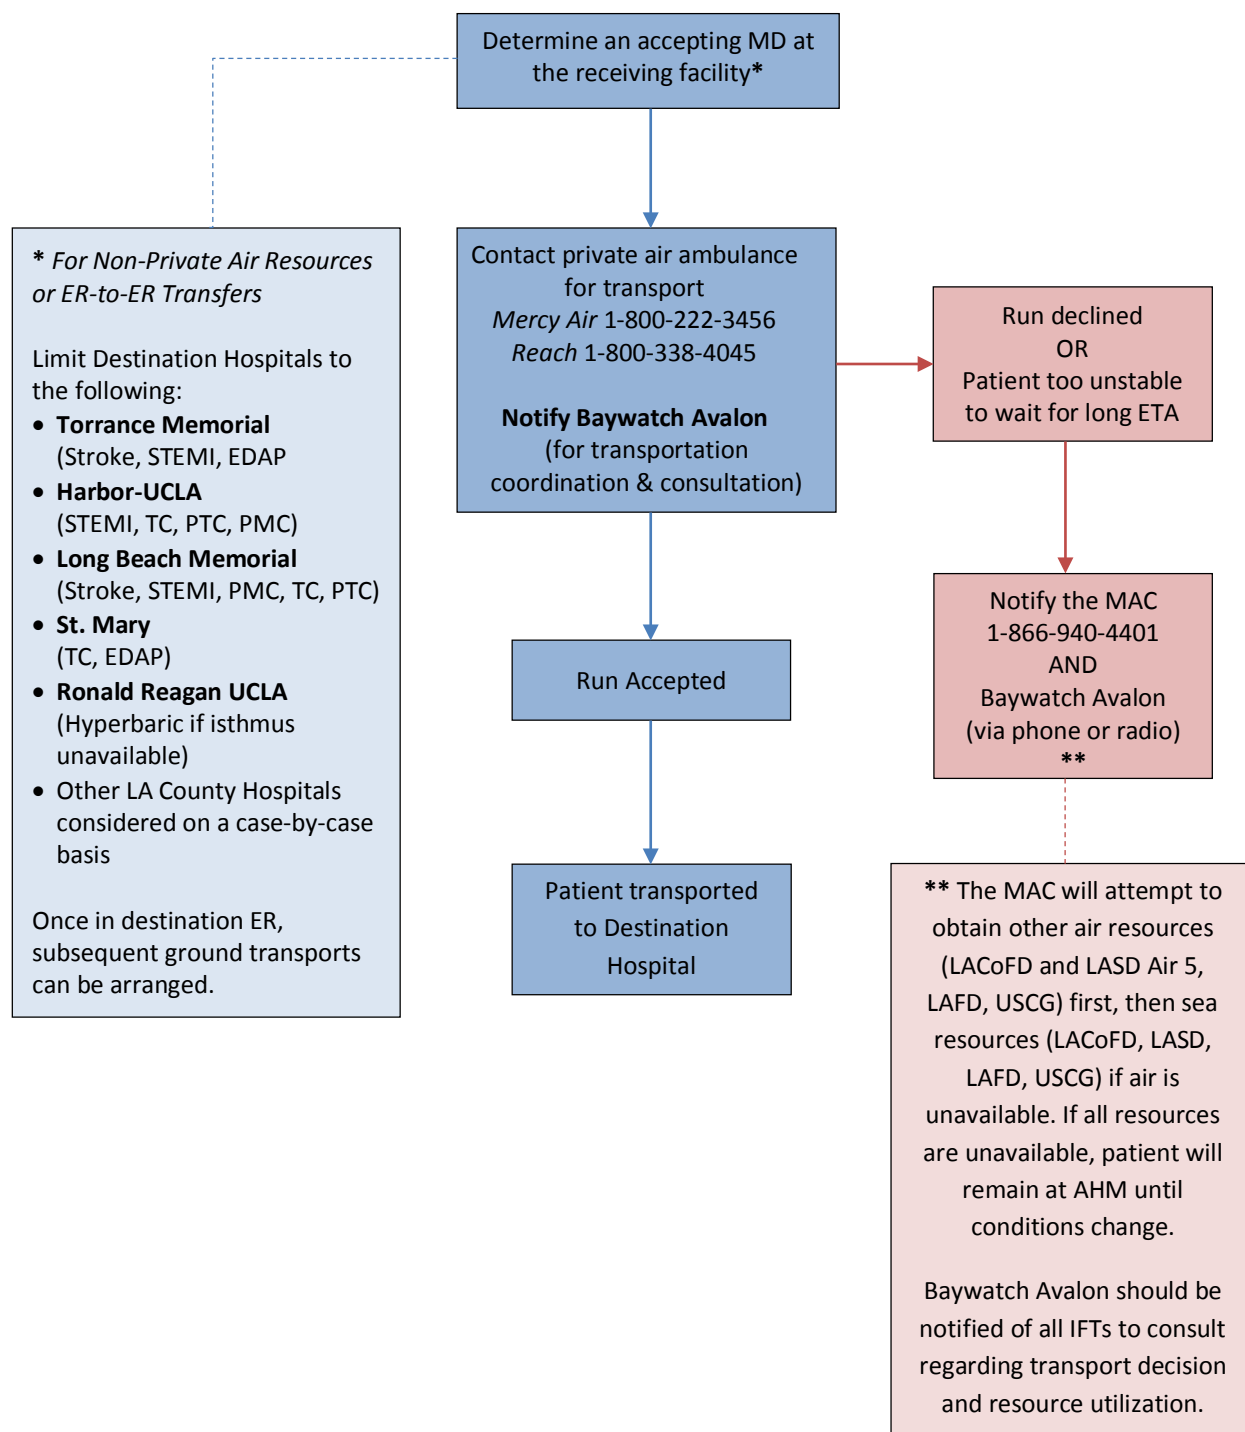 Determine an accepting MD at
the receiving facility*
* For Non-Private Air Resources
or ER-to-ER Transfers
Limit Destination Hospitals to
the following:
• Torrance Memorial
(Stroke, STEMI, EDAP
• Harbor-UCLA
(STEMI, TC, PTC, PMC)
• Long Beach Memorial
(Stroke, STEMI, PMC, TC, PTC)
• St. Mary
(TC, EDAP)
• Ronald Reagan UCLA
(Hyperbaric if isthmus
unavailable)
• Other LA County Hospitals
considered on a case-by-case
basis
Once in destination ER,
subsequent ground transports
can be arranged.
Contact private air ambulance
for transport
Mercy Air 1-800-222-3456
Reach 1-800-338-4045
Notify Baywatch Avalon
(for transportation
coordination & consultation)
Run Accepted
Patient transported
to Destination
Hospital
Run declined
OR
Patient too unstable
to wait for long ETA
Notify the MAC
1-866-940-4401
AND
Baywatch Avalon
(via phone or radio)
**
** The MAC will attempt to
obtain other air resources
(LACoFD and LASD Air 5,
LAFD, USCG) first, then sea
resources (LACoFD, LASD,
LAFD, USCG) if air is
unavailable. If all resources
are unavailable, patient will
remain at AHM until
conditions change.
Baywatch Avalon should be
notified of all IFTs to consult
regarding transport decision
and resource utilization.